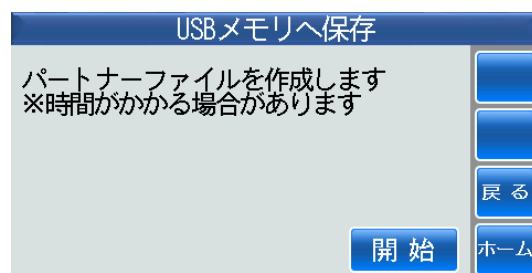 USBメモリへ保存
パートナーファイルを作成します
※時間がかかる場合があります
戻る
開始
ホーム